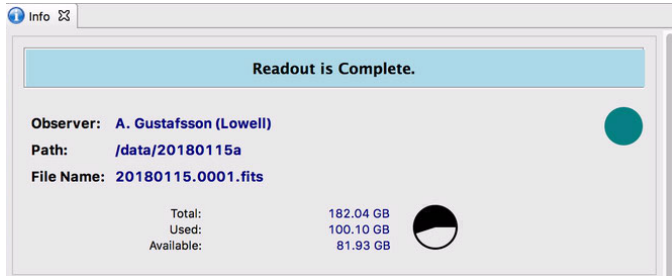 Info
Readout is Complete.
Observer: A. Gustafsson (Lowell)
Path: /data/20180115a
File Name: 20180115.0001.fits
Total: 182.04 GB
Used: 100.10 GB
Available: 81.93 GB